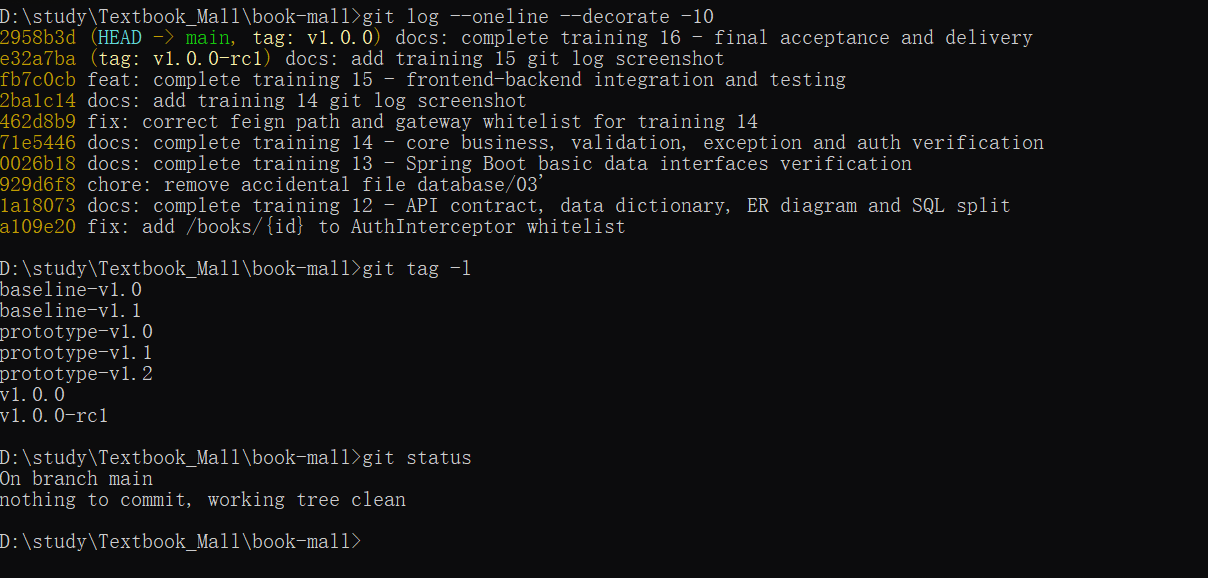 D:\study\Textbook_Mall\book-mall>git log --oneline --decorate -10
2958b3d (HEAD -> main, tag: v1.0.0) docs: complete training 16 - final acceptance and delivery
e32a7ba (tag: v1.0.0-rc1) docs: add training 15 git log screenshot
fb7c0cb feat: complete training 15 - frontend-backend integration and testing
2ba1c14 docs: add training 14 git log screenshot
462d8b9 fix: correct feign path and gateway whitelist for training 14
71e5446 docs: complete training 14 - core business, validation, exception and auth verification
0026b18 docs: complete training 13 - Spring Boot basic data interfaces verification
929d6f8 chore: remove accidental file database/03'
1a18073 docs: complete training 12 - API contract, data dictionary, ER diagram and SQL split
a109e20 fix: add /books/{id} to AuthInterceptor whitelist
D:\study\Textbook_Mall\book-mall>git tag -l
baseline-v1.0
baseline-v1.1
prototype-v1.0
prototype-v1.1
prototype-v1.2
v1.0.0
v1.0.0-rc1
D:\study\Textbook_Mall\book-mall>git status
On branch main
nothing to commit, working tree clean
D:\study\Textbook_Mall\book-mall>